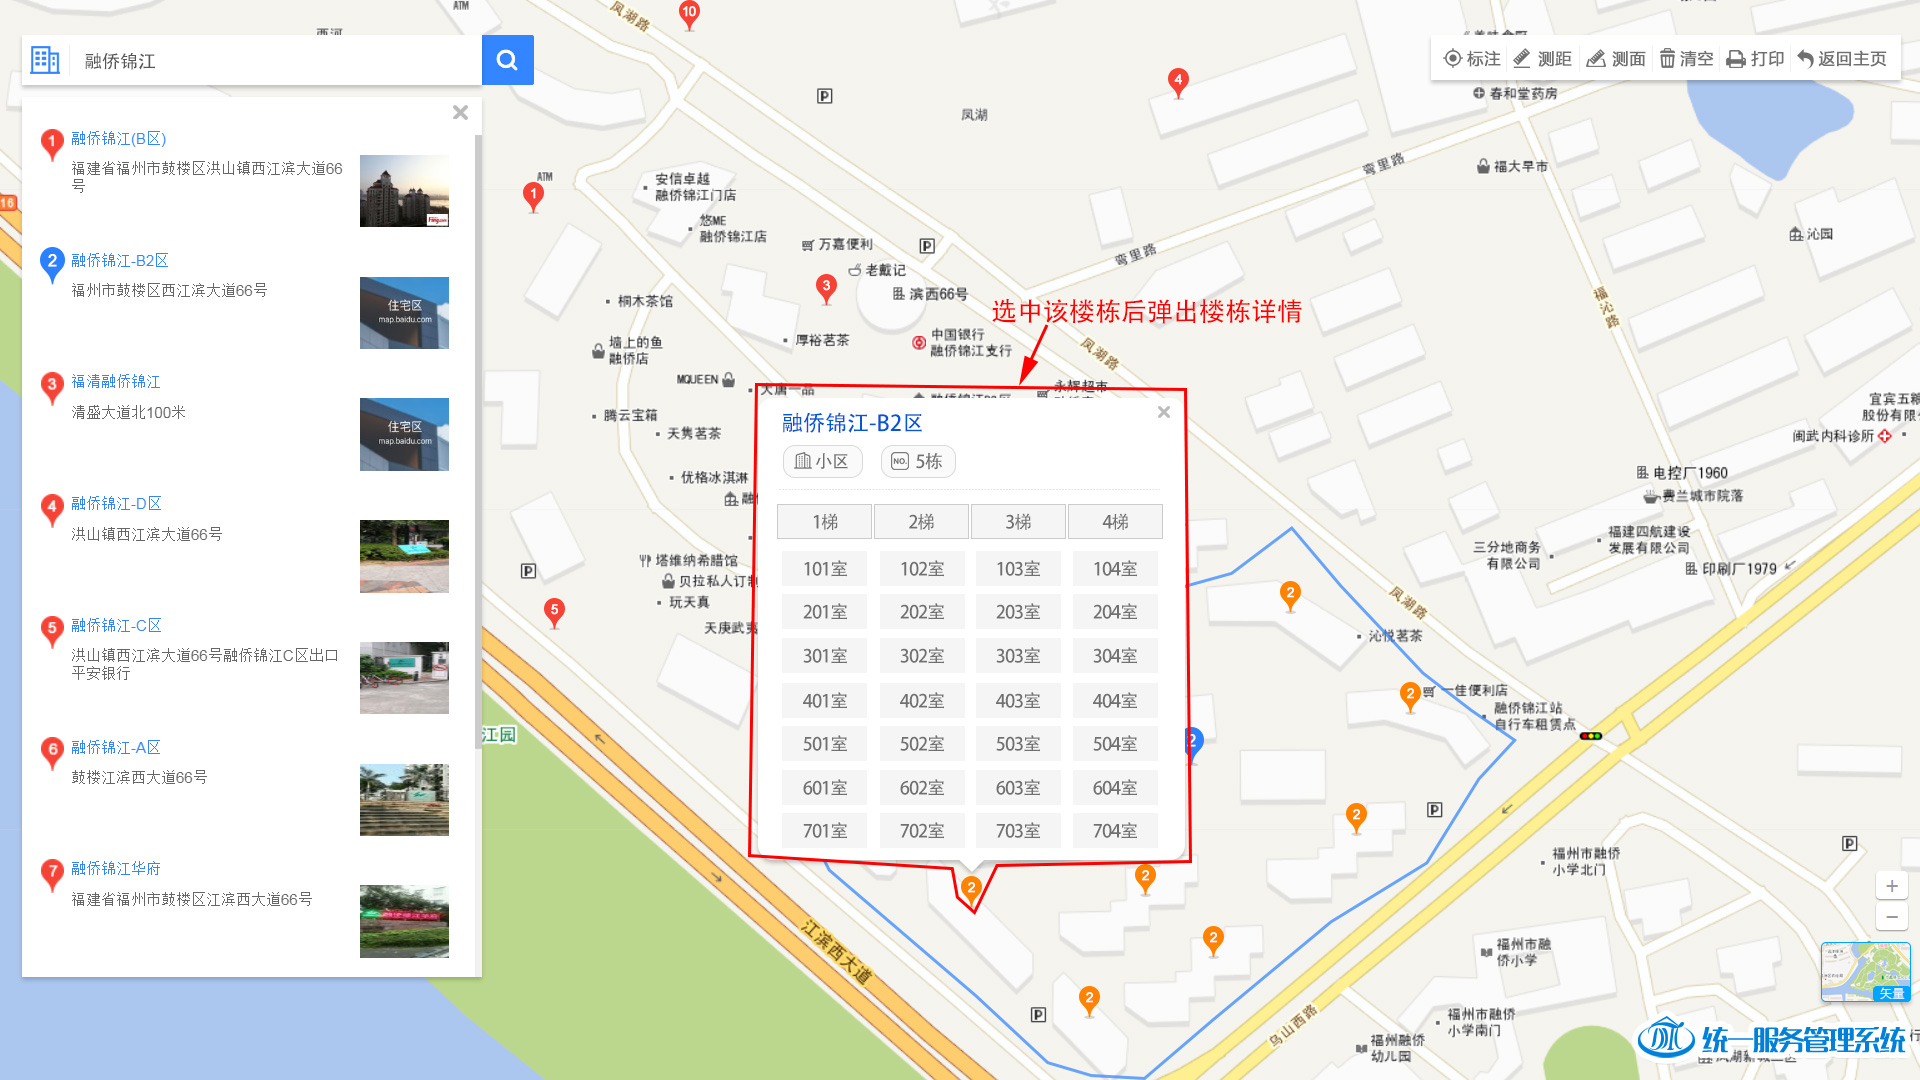 融侨锦江
标注
测距
测面
清空
打印
返回主页
1
融侨锦江(B区)
福建省福州市鼓楼区洪山镇西江滨大道66
号
2
融侨锦江-B2区
福州市鼓楼区西江滨大道66号
住宅区
map.baidu.com
3
福清融侨锦江
清盛大道北100米
住宅区
map.baidu.com
4
融侨锦江-D区
洪山镇西江滨大道66号
5
融侨锦江-C区
洪山镇西江滨大道66号融侨锦江C区出口
平安银行
6
融侨锦江-A区
鼓楼江滨西大道66号
7
融侨锦江华府
福建省福州市鼓楼区江滨西大道66号
选中该楼栋后弹出楼栋详情
融侨锦江-B2区
小区
NO. 5栋
1梯 2梯 3梯 4梯
101室 102室 103室 104室
201室 202室 203室 204室
301室 302室 303室 304室
401室 402室 403室 404室
501室 502室 503室 504室
601室 602室 603室 604室
701室 702室 703室 704室
ATM
凤湖路
10
4
P
凤湖
春和堂药房
弯里路
福大早市
ATM
1
安信卓越
融侨锦江门店
悠ME
融侨锦江店
万嘉便利
P
老戴记
弯里路
沁园
16
3
滨西66号
桐木茶馆
福沁路
中国银行
融侨锦江支行
厚裕茗茶
墙上的鱼
融侨店
凤湖路
MQUEEN
大唐一品
永辉超市
腾云宝箱
天隽茗茶
闽武内科诊所
优格冰淇淋
电控厂1960
费兰城市院落
福建四航建设
发展有限公司
三分地商务
有限公司
印刷厂1979
塔维纳希腊馆
贝拉私人订制
玩天真
P
5
凤湖路
沁悦茗茶
2
2
一佳便利店
融侨锦江站
自行车租赁点
江园
2
2
P
福州市融侨
小学北门
P
2
2
2
江滨西大道
福州市融
侨小学
2
P
乌山西路
福州市融侨
小学南门
福州融侨
幼儿园
+
−
矢量
统一服务管理系统